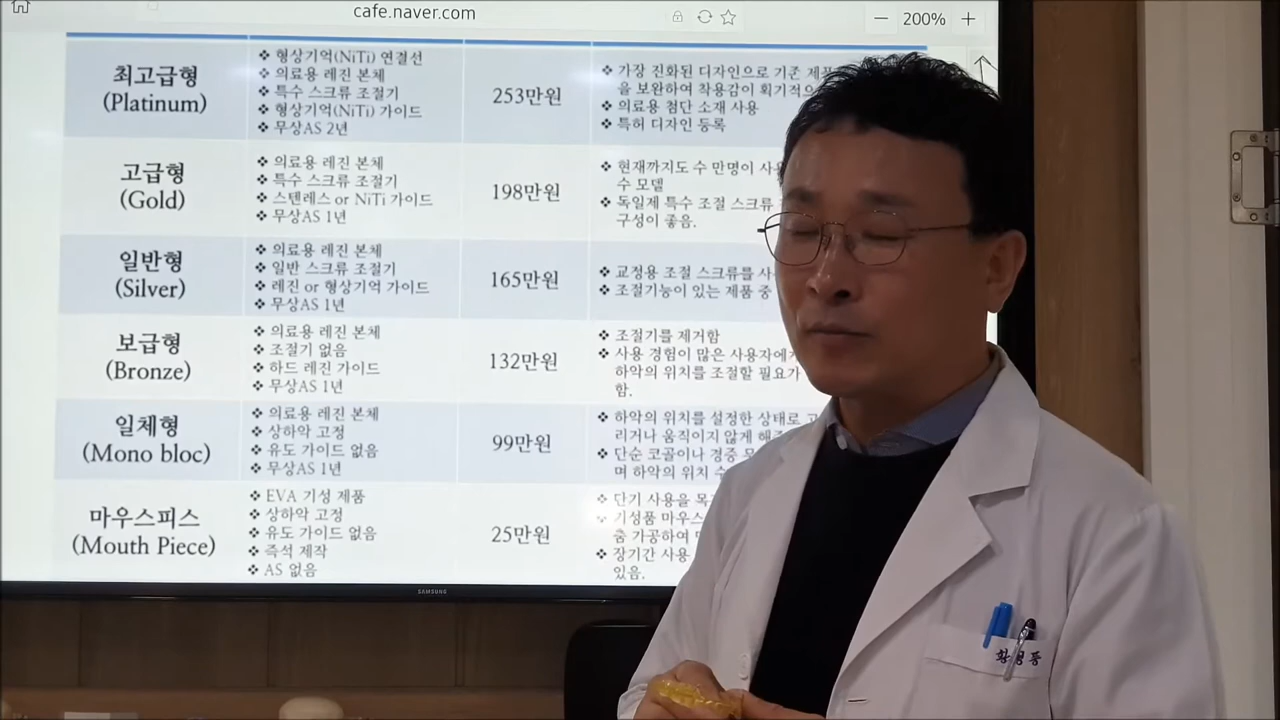 cafe.naver.com
200%
최고급형
(Platinum)
❖ 형상기억(NiTi) 연결선
❖ 의료용 레진 본체
❖ 특수 스크류 조절기
❖ 형상기억(NiTi) 가이드
❖ 무상AS 2년
253만원
❖ 가장 진화된 디자인으로 기존
을 보완하여 착용감이
❖ 의료용 첨단 소재 사용
❖ 특허 디자인 등록
고급형
(Gold)
❖ 의료용 레진 본체
❖ 특수 스크류 조절기
❖ 스텐레스 or NiTi 가이드
❖ 무상AS 1년
198만원
❖ 현재까지도 수 만명이
수 모델
❖ 독일제 특수 조절 스크류
구성이 좋음.
일반형
(Silver)
❖ 의료용 레진 본체
❖ 일반 스크류 조절기
❖ 레진 or 형상기억 가이드
❖ 무상AS 1년
165만원
❖ 교정용 조절 스크류를
❖ 조절기능이 있는 제품 중
보급형
(Bronze)
❖ 의료용 레진 본체
❖ 조절기 없음
❖ 하드 레진 가이드
❖ 무상AS 1년
132만원
❖ 조절기를 제거함
❖ 사용 경험이 많은 사용자에게
하악의 위치를 조절할 필요가
함.
일체형
(Mono bloc)
❖ 의료용 레진 본체
❖ 상하악 고정
❖ 유도 가이드 없음
❖ 무상AS 1년
99만원
❖ 하악의 위치를 설정한 상태로
리거나 움직이지 않게
❖ 단순 코골이나 경증
며 하악의 위치
마우스피스
(Mouth Piece)
❖ EVA 기성 제품
❖ 상하악 고정
❖ 유도 가이드 없음
❖ 즉석 제작
❖ AS 없음
25만원
❖ 단기 사용을
❖ 기성품
춤 가공하여
❖ 장기간 사용
있음.
SAMSUNG